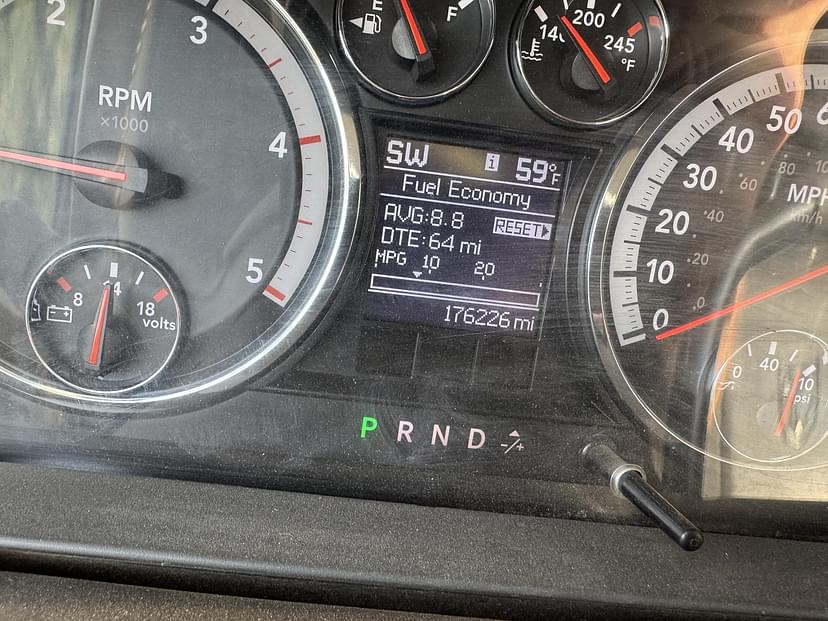 2
3
RPM
×1000
4
5
8
14
18
volts
E
F
200
245
°F
SW
i
59°F
Fuel Economy
AVG:8.8
RESET
DTE:64 mi
MPG 10 20
176226 mi
P R N D -/+
0
10
20
30
40
50
0
20
40
60
80
MPH
km/h
0
40
psi